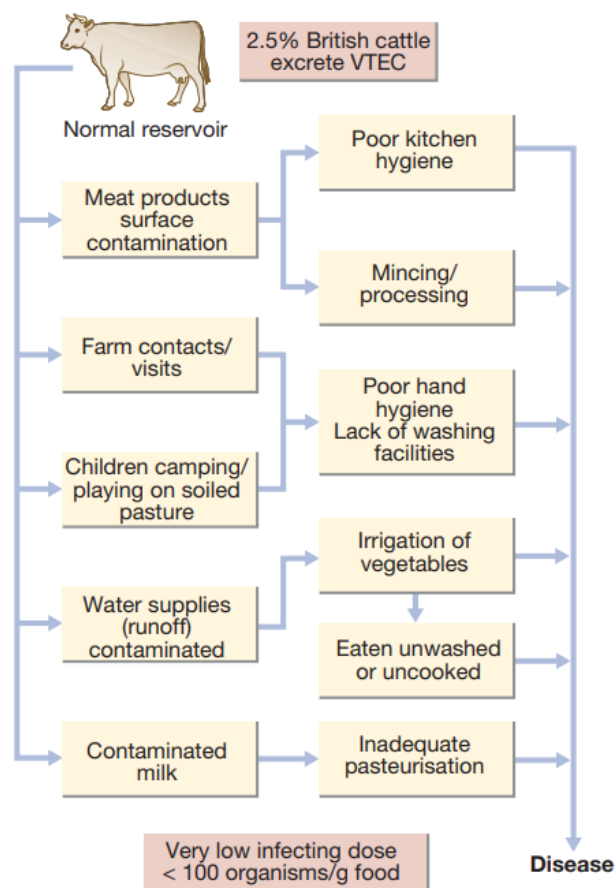 2.5% British cattle
excrete VTEC
Normal reservoir
Poor kitchen
hygiene
Meat products
surface
contamination
Mincing/
processing
Farm contacts/
visits
Poor hand
hygiene
Lack of washing
facilities
Children camping/
playing on soiled
pasture
Irrigation of
vegetables
Water supplies
(runoff)
contaminated
Eaten unwashed
or uncooked
Contaminated
milk
Inadequate
pasteurisation
Very low infecting dose
< 100 organisms/g food
Disease